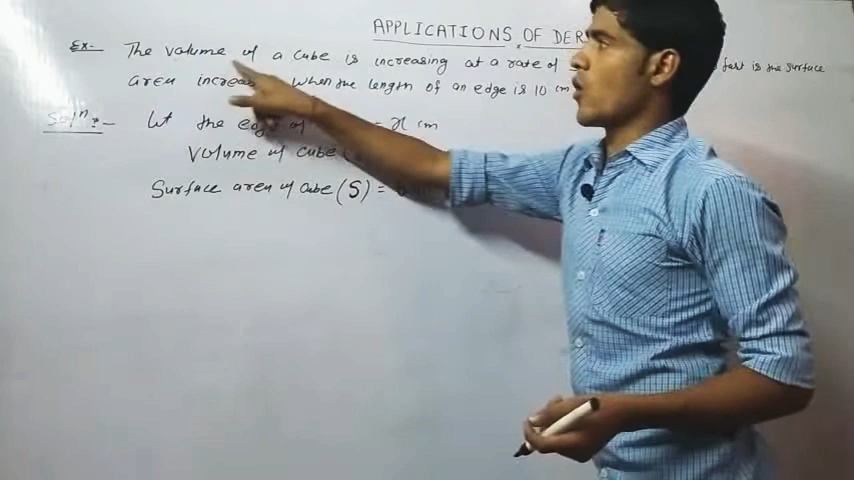 APPLICATIONS OF DER
Ex- The volume of a cube is increasing at a rate of fast is the surface
area increas when the length of an edge is 10 cm
Solⁿ:- Let the edge of = x cm
Volume of cube (
Surface area of cube (S) =